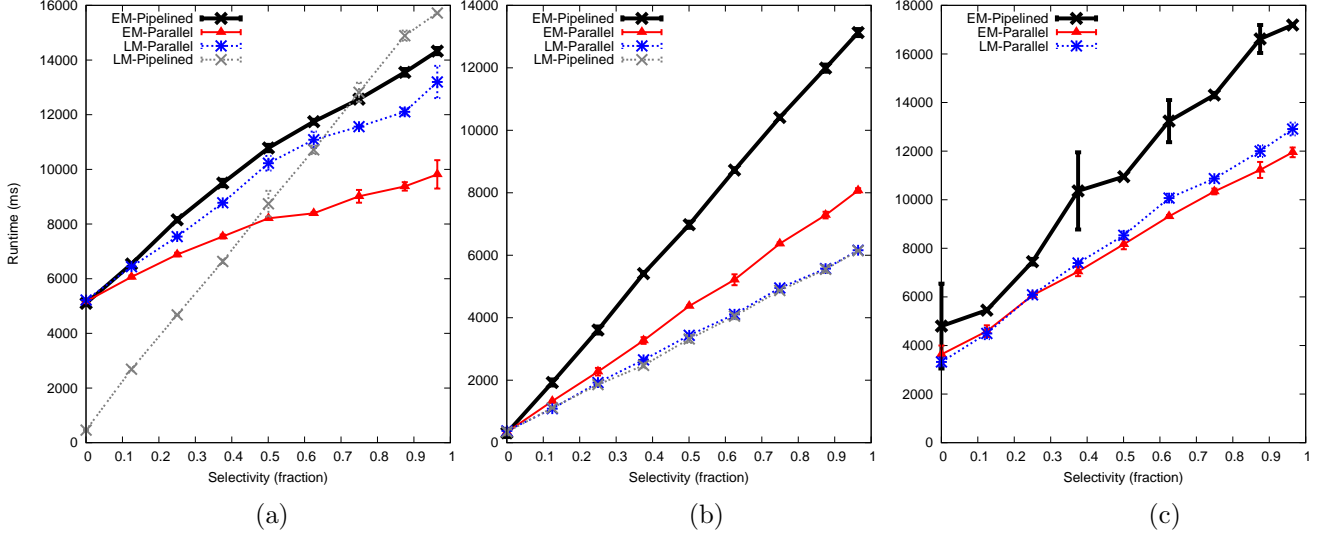 16000
14000
12000
10000
8000
6000
4000
2000
0
Runtime (ms)
EM-Pipelined
EM-Parallel
LM-Parallel
LM-Pipelined
0 0.1 0.2 0.3 0.4 0.5 0.6 0.7 0.8 0.9 1
Selectivity (fraction)
(a)
14000
12000
10000
8000
6000
4000
2000
0
EM-Pipelined
EM-Parallel
LM-Parallel
LM-Pipelined
0 0.1 0.2 0.3 0.4 0.5 0.6 0.7 0.8 0.9 1
Selectivity (fraction)
(b)
18000
16000
14000
12000
10000
8000
6000
4000
2000
0
EM-Pipelined
EM-Parallel
LM-Parallel
0 0.1 0.2 0.3 0.4 0.5 0.6 0.7 0.8 0.9 1
Selectivity (fraction)
(c)